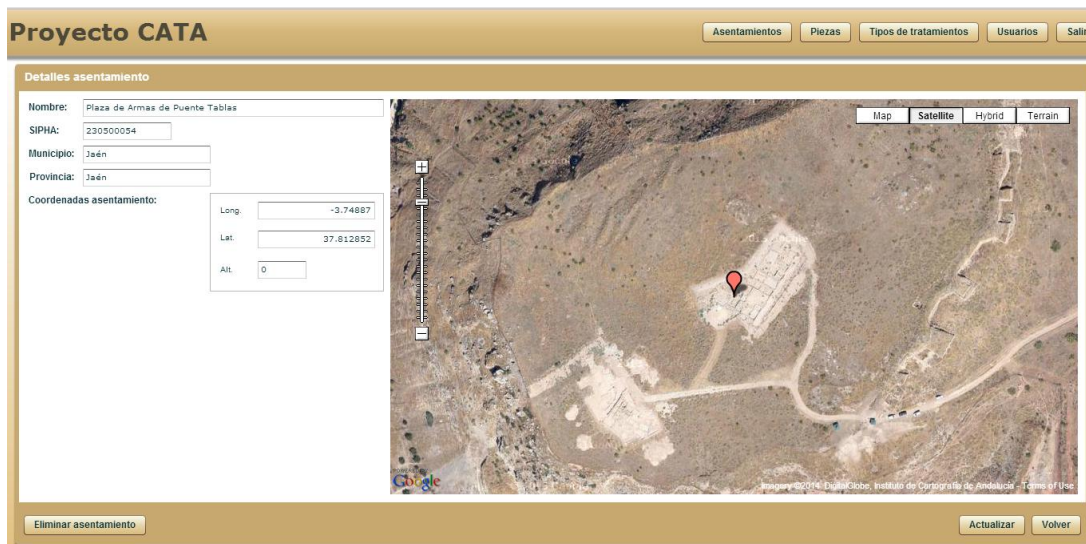 Proyecto CATA
Asentamientos Piezas Tipos de tratamientos Usuarios Salir
Detalles asentamiento
Nombre: Plaza de Armas de Puente Tablas
SIPHA: 230500054
Municipio: Jaén
Provincia: Jaén
Coordenadas asentamiento:
Long. -3.74887
Lat. 37.812852
Alt. 0
Map Satellite Hybrid Terrain
Google
Imagery ©2014, DigitalGlobe, Instituto de Cartografía de Andalucía - Terms of Use
Eliminar asentamiento Actualizar Volver